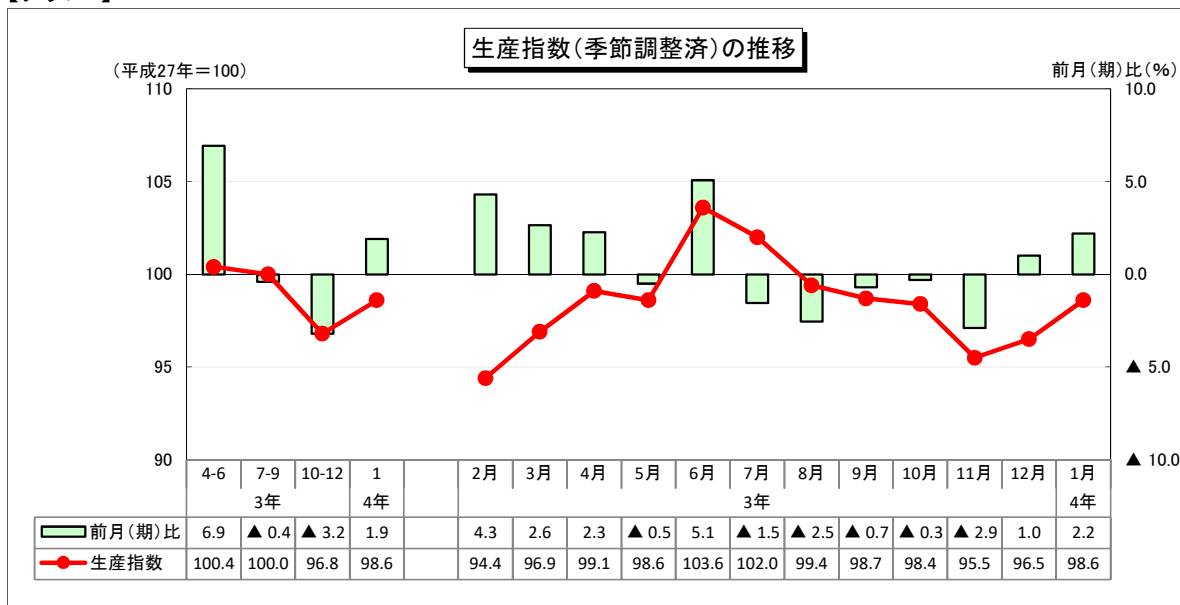 生産指数(季節調整済)の推移
(平成27年=100)
前月(期)比(%)
110
105
100
95
90
10.0
5.0
0.0
▲ 5.0
▲ 10.0
4-6 7-9 10-12 1 2月 3月 4月 5月 6月 7月 8月 9月 10月 11月 12月 1月
3年 4年 3年 4年
前月(期)比 6.9 ▲ 0.4 ▲ 3.2 1.9 4.3 2.6 2.3 ▲ 0.5 5.1 ▲ 1.5 ▲ 2.5 ▲ 0.7 ▲ 0.3 ▲ 2.9 1.0 2.2
生産指数 100.4 100.0 96.8 98.6 94.4 96.9 99.1 98.6 103.6 102.0 99.4 98.7 98.4 95.5 96.5 98.6